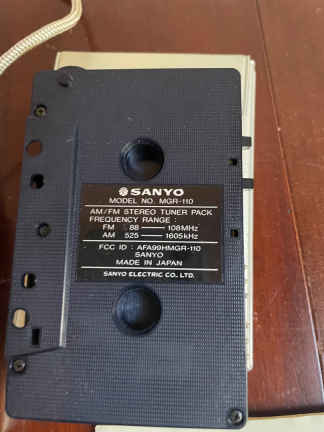 SANYO
MODEL NO. MGR-110
AM/FM STEREO TUNER PACK
FREQUENCY RANGE :
FM : 88 — 108MHz
AM : 525 — 1605kHz
FCC ID : AFA99HMGR-110
SANYO
MADE IN JAPAN
SANYO ELECTRIC CO., LTD.